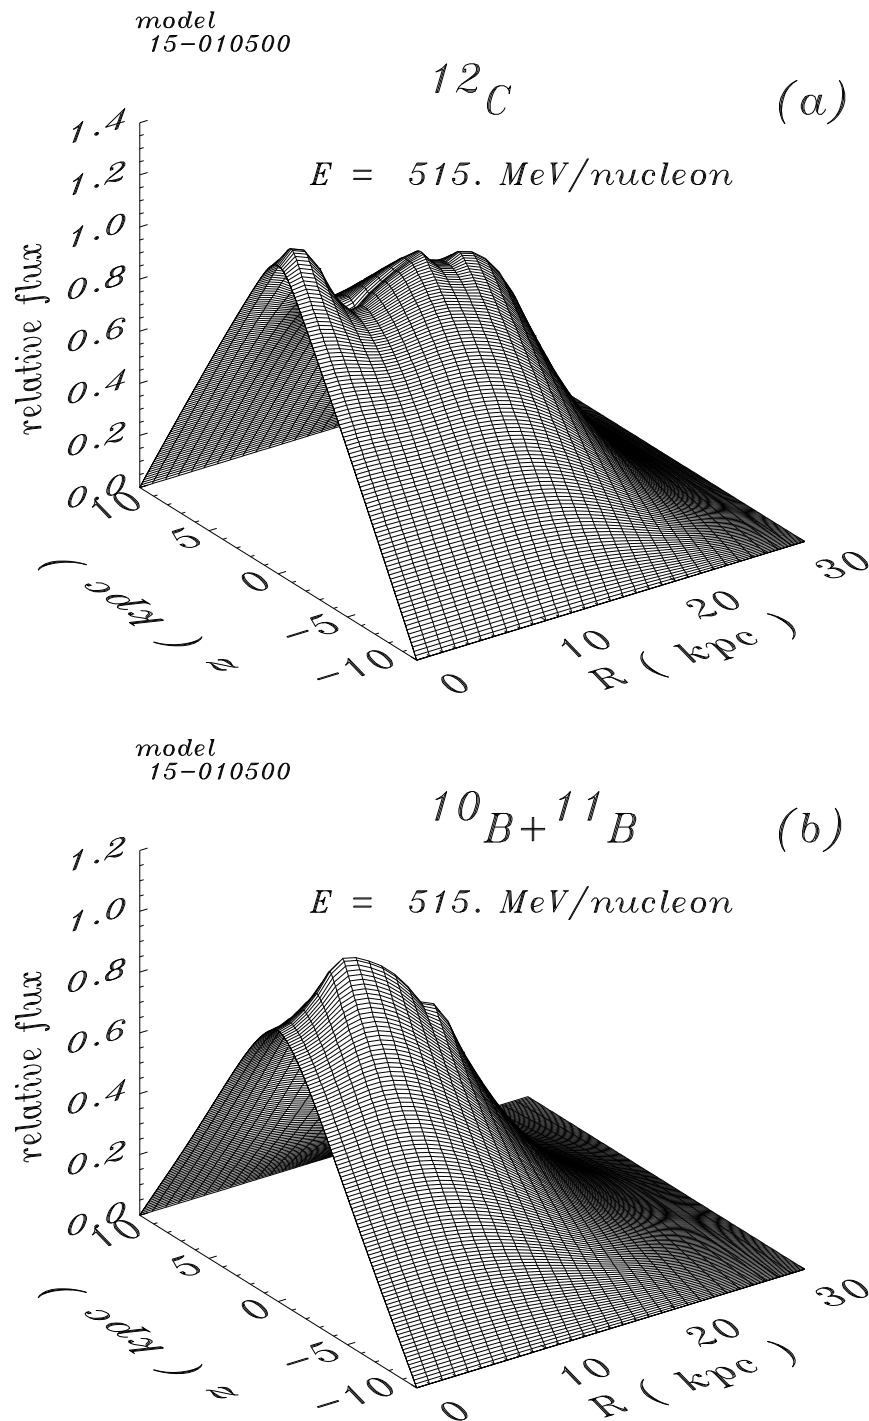 model
15-010500
¹²C
(a)
E = 515. MeV/nucleon
1.4
1.2
1.0
0.8
0.6
0.4
0.2
0.0
relative flux
10
5
0
-5
-10
z ( kpc )
0
10
20
30
R ( kpc )
model
15-010500
¹⁰B+¹¹B
(b)
E = 515. MeV/nucleon
1.2
1.0
0.8
0.6
0.4
0.2
0.0
relative flux
10
5
0
-5
-10
z ( kpc )
0
10
20
30
R ( kpc )